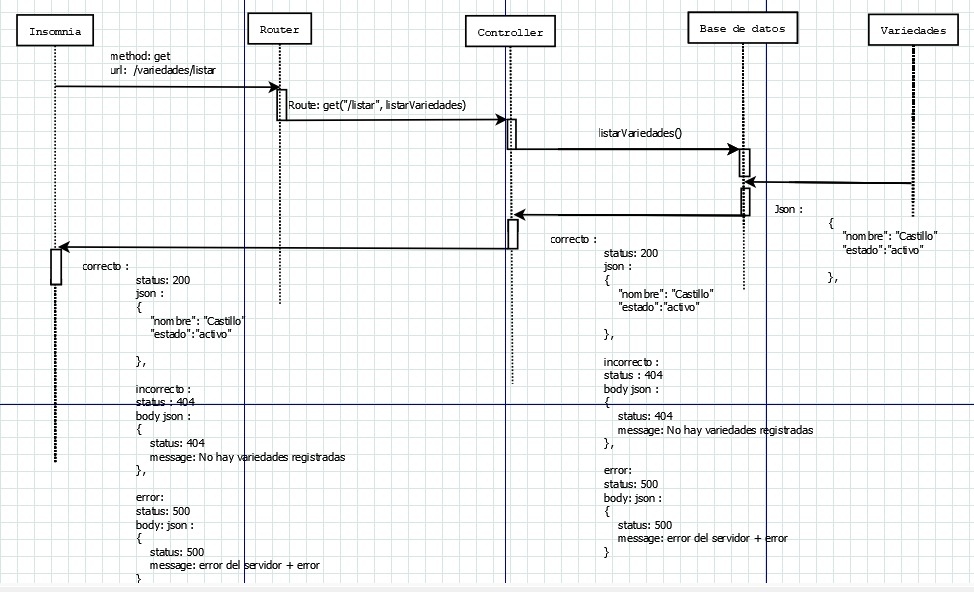 Insomnia
Router
Controller
Base de datos
Variedades
method: get
url: /variedades/listar
Route: get("/listar", listarVariedades)
listarVariedades()
Json :
{
"nombre": "Castillo"
"estado":"activo"
},
correcto :
status: 200
json :
{
"nombre": "Castillo"
"estado":"activo"
},
incorrecto :
status : 404
body json :
{
status: 404
message: No hay variedades registradas
},
error:
status: 500
body: json :
{
status: 500
message: error del servidor + error
}
correcto :
status: 200
json :
{
"nombre": "Castillo"
"estado":"activo"
},
incorrecto :
status : 404
body json :
{
status: 404
message: No hay variedades registradas
},
error:
status: 500
body: json :
{
status: 500
message: error del servidor + error
}